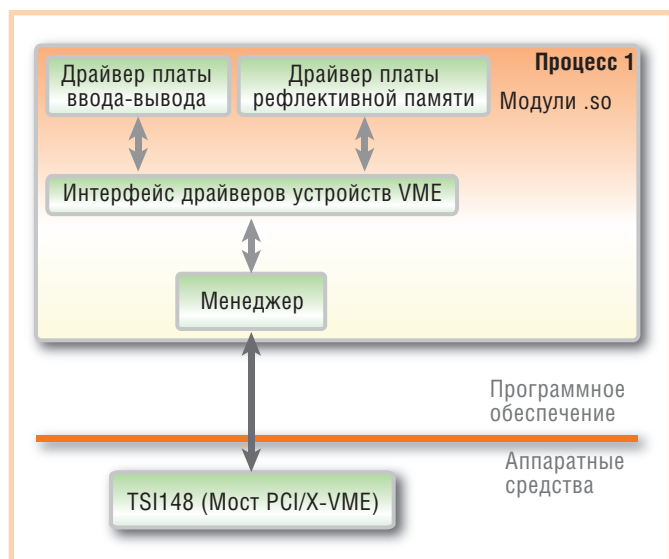 Процесс 1
Драйвер платы
ввода-вывода
Драйвер платы
рефлективной памяти
Модули .so
Интерфейс драйверов устройств VME
Менеджер
Программное
обеспечение
Аппаратные
средства
TSI148 (Мост PCI/X-VME)